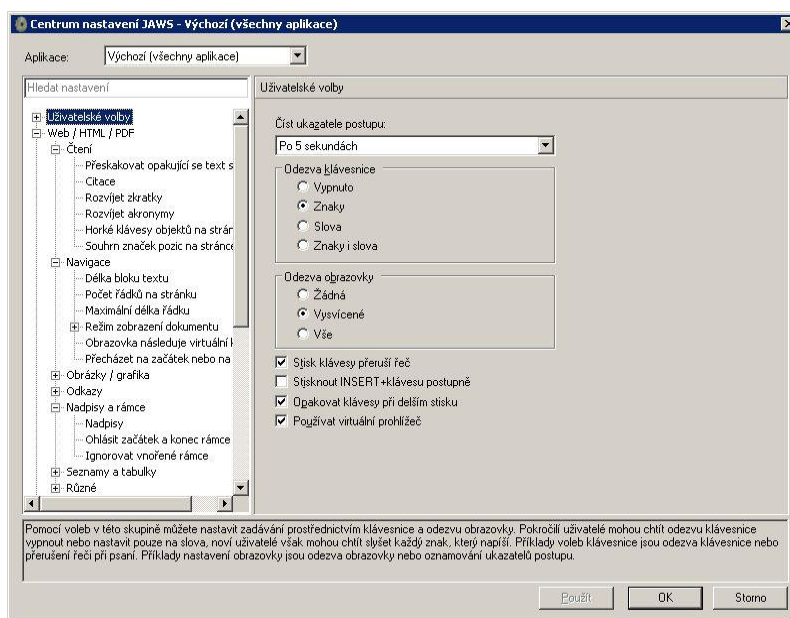 Centrum nastavení JAWS - Výchozí (všechny aplikace)
Aplikace:
Výchozí (všechny aplikace)
Hledat nastavení
Uživatelské volby
Web / HTML / PDF
Čtení
Přeskakovat opakující se text s
Citace
Rozvíjet zkratky
Rozvíjet akronymy
Horké klávesy objektů na strán
Souhrn značek pozic na stránce
Navigace
Délka bloku textu
Počet řádků na stránku
Maximální délka řádku
Režim zobrazení dokumentu
Obrazovka následuje virtuální k
Přecházet na začátek nebo na
Obrázky / grafika
Odkazy
Nadpisy a rámce
Nadpisy
Ohlásit začátek a konec rámce
Ignorovat vnořené rámce
Seznamy a tabulky
Různé
Uživatelské volby
Číst ukazatele postupu:
Po 5 sekundách
Odezva klávesnice
Vypnuto
Znaky
Slova
Znaky i slova
Odezva obrazovky
Žádná
Vysvícené
Vše
Stisk klávesy přeruší řeč
Stisknout INSERT+klávesu postupně
Opakovat klávesy při delším stisku
Používat virtuální prohlížeč
Pomocí voleb v této skupině můžete nastavit zadávání prostřednictvím klávesnice a odezvu obrazovky. Pokročilí uživatelé mohou chtít odezvu klávesnice
vypnout nebo nastavit pouze na slova, noví uživatelé však mohou chtít slyšet každý znak, který napíší. Příklady voleb klávesnice jsou odezva klávesnice nebo
přerušení řeči při psaní. Příklady nastavení obrazovky jsou odezva obrazovky nebo oznamování ukazatelů postupu.
Použít
OK
Storno